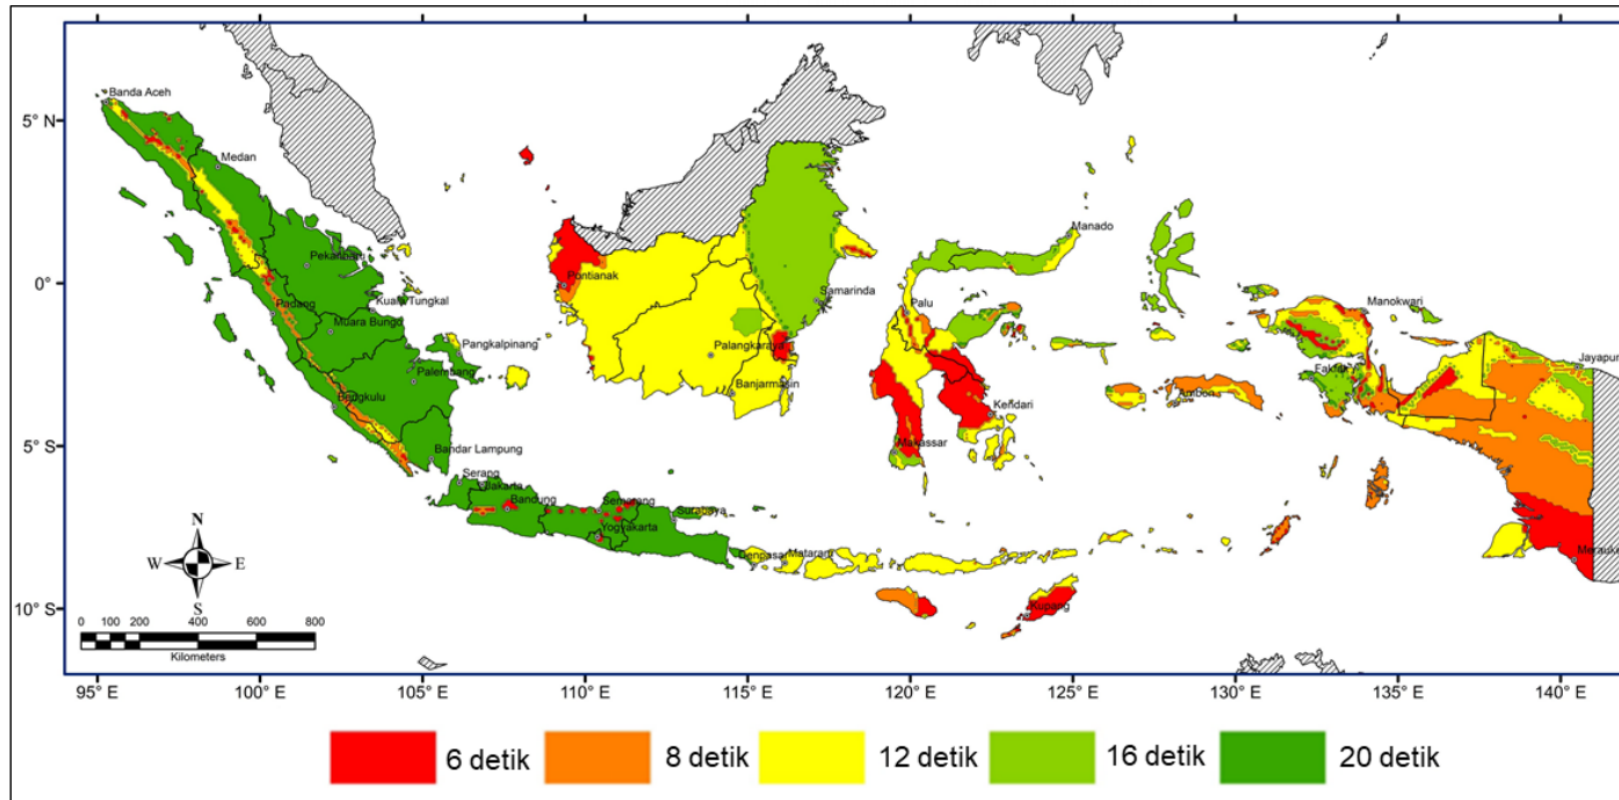 Banda Aceh
5° N
Medan
Manado
Pekanbaru
0°
Pontianak
Samarinda
Palu
Manokwari
Padang
Kuala Tungkal
Muara Bungo
Pangkalpinang
Palangkaraya
Jayapur
Palembang
Fakfak
Banjarmasin
Bengkulu
Kendari
Ambon
5° S
Makassar
Bandar Lampung
Serang
Jakarta
Bandung
Semarang
Surabaya
Yogyakarta
Denpasar
Mataram
Merauke
N
W E
S
10° S
Kupang
0 100 200 400 600 800
Kilometers
95° E 100° E 105° E 110° E 115° E 120° E 125° E 130° E 135° E 140° E
6 detik 8 detik 12 detik 16 detik 20 detik